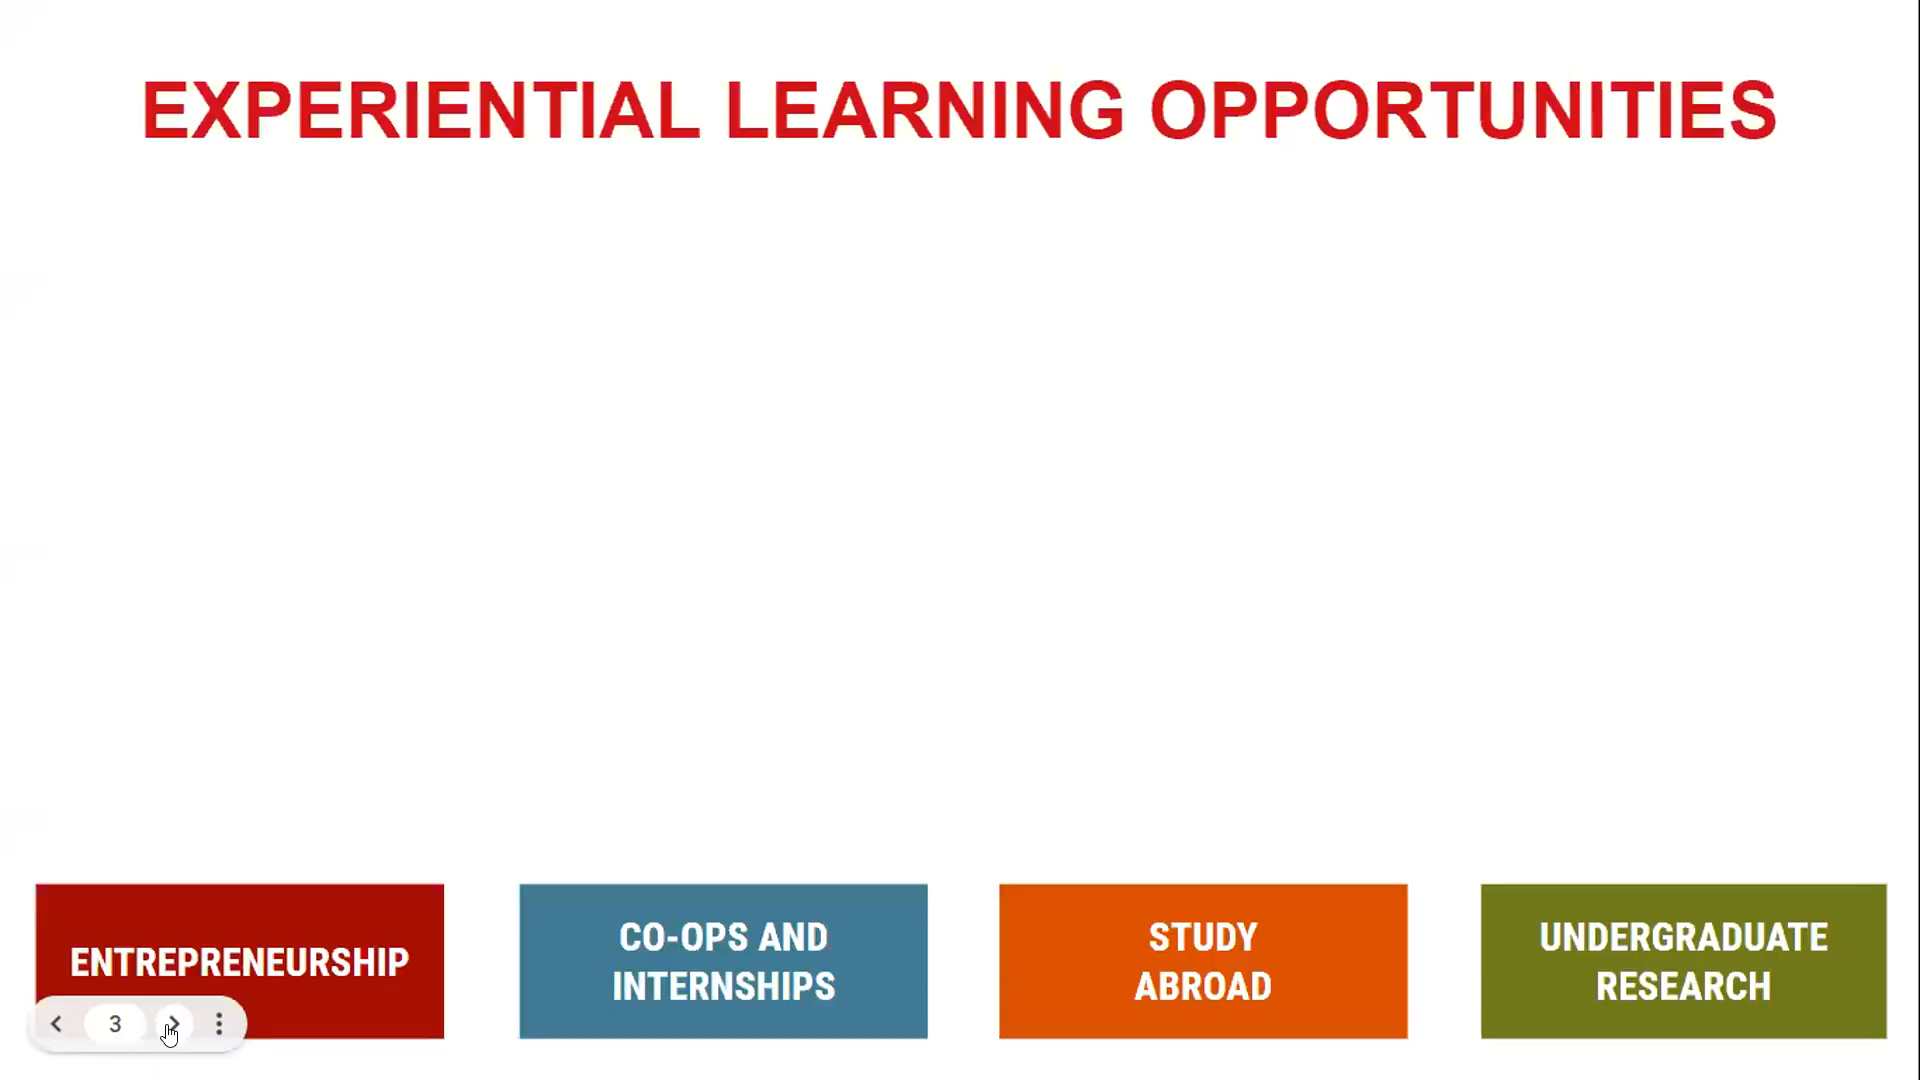 EXPERIENTIAL LEARNING OPPORTUNITIES
ENTREPRENEURSHIP
CO-OPS AND
INTERNSHIPS
STUDY
ABROAD
UNDERGRADUATE
RESEARCH
3